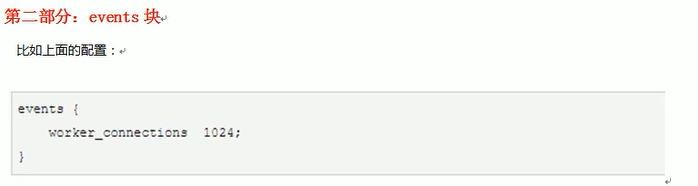 第二部分：events 块
比如上面的配置：
events {
    worker_connections  1024;
}